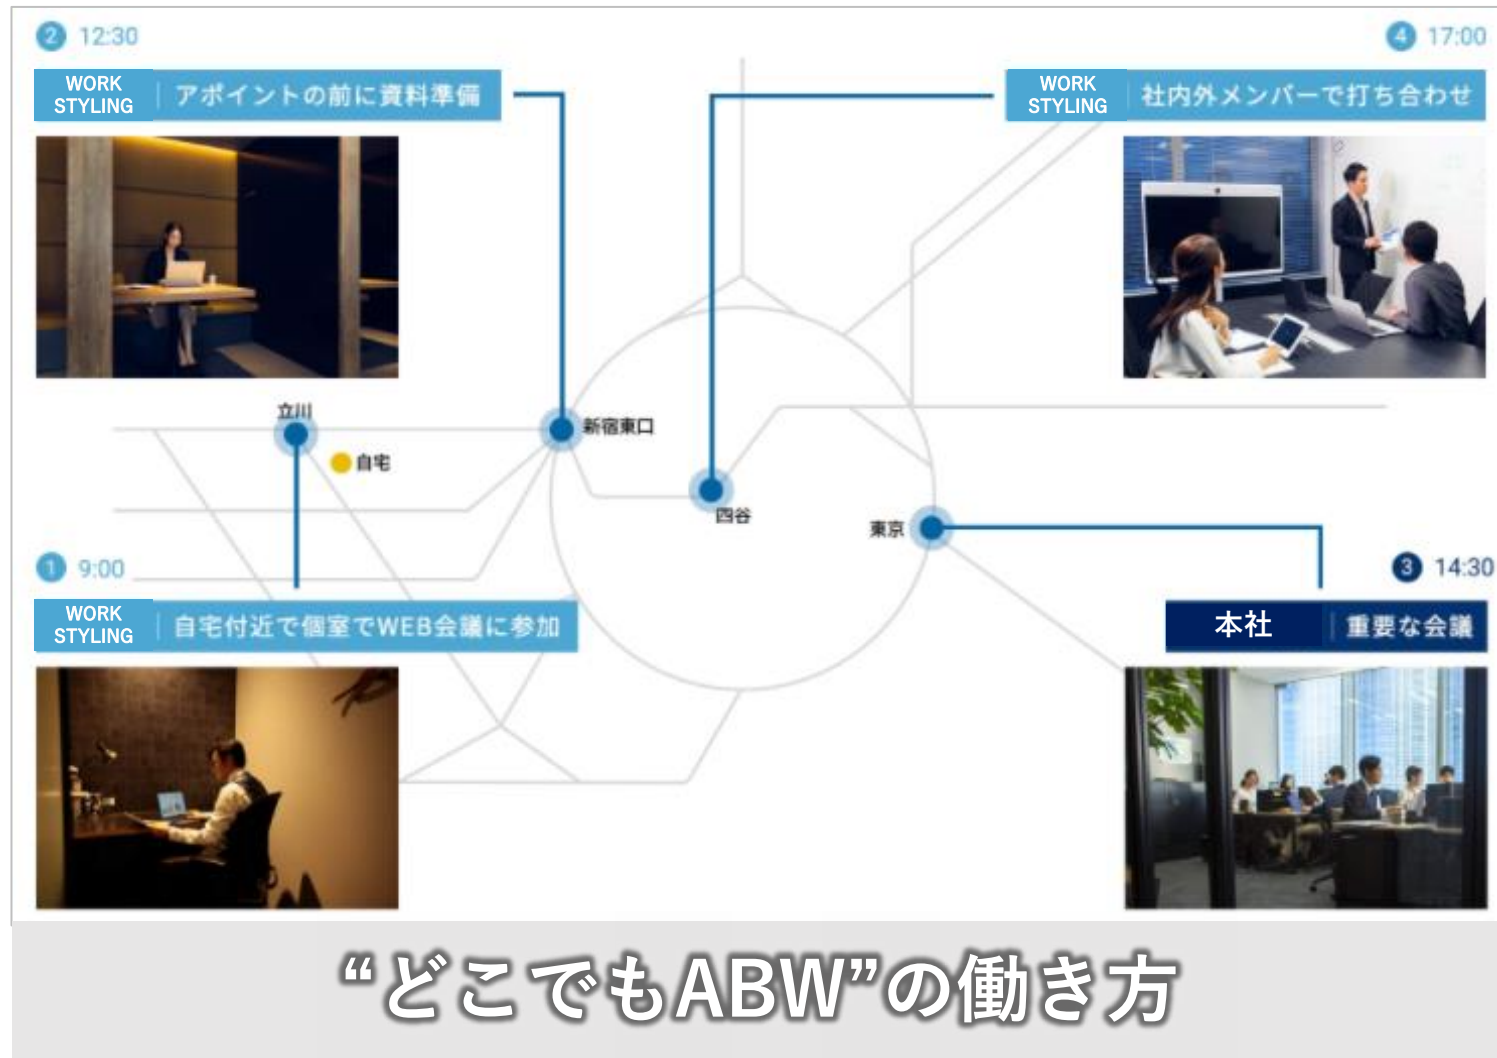 2 12:30
WORK
STYLING
アポイントの前に資料準備
4 17:00
WORK
STYLING
社内外メンバーで打ち合わせ
立川
自宅
新宿東口
四谷
東京
1 9:00
WORK
STYLING
自宅付近で個室でWEB会議に参加
3 14:30
本社
重要な会議
“どこでもABW”の働き方